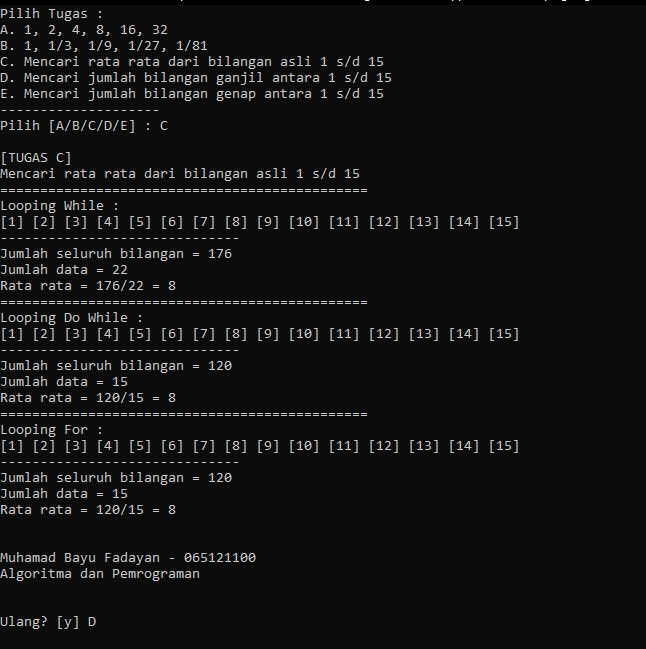 Pilih Tugas :
A. 1, 2, 4, 8, 16, 32
B. 1, 1/3, 1/9, 1/27, 1/81
C. Mencari rata rata dari bilangan asli 1 s/d 15
D. Mencari jumlah bilangan ganjil antara 1 s/d 15
E. Mencari jumlah bilangan genap antara 1 s/d 15
--------------------
Pilih [A/B/C/D/E] : C
[TUGAS C]
Mencari rata rata dari bilangan asli 1 s/d 15
==============================================
Looping While :
[1] [2] [3] [4] [5] [6] [7] [8] [9] [10] [11] [12] [13] [14] [15]
------------------------------
Jumlah seluruh bilangan = 176
Jumlah data = 22
Rata rata = 176/22 = 8
==============================================
Looping Do While :
[1] [2] [3] [4] [5] [6] [7] [8] [9] [10] [11] [12] [13] [14] [15]
------------------------------
Jumlah seluruh bilangan = 120
Jumlah data = 15
Rata rata = 120/15 = 8
==============================================
Looping For :
[1] [2] [3] [4] [5] [6] [7] [8] [9] [10] [11] [12] [13] [14] [15]
------------------------------
Jumlah seluruh bilangan = 120
Jumlah data = 15
Rata rata = 120/15 = 8
Muhamad Bayu Fadayan - 065121100
Algoritma dan Pemrograman
Ulang? [y] D